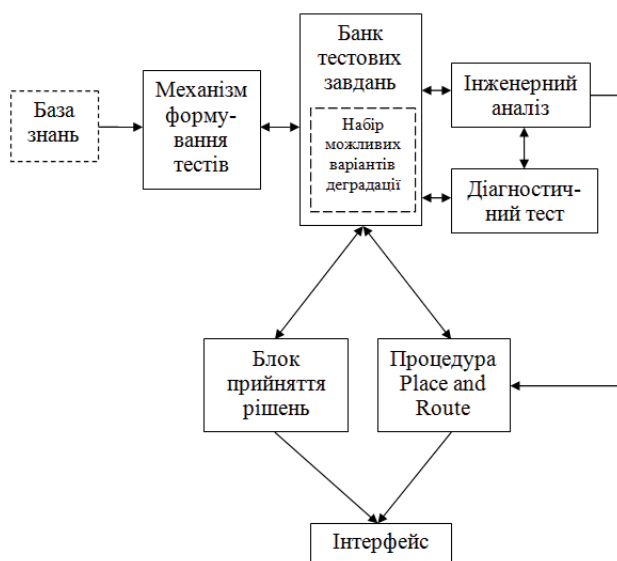 База
знань
Механізм
форму-
вання
тестів
Банк
тестових
завдань
Набір
можливих
варіантів
деградації
Інженерний
аналіз
Діагностич-
ний тест
Блок
прийняття
рішень
Процедура
Place and
Route
Інтерфейс